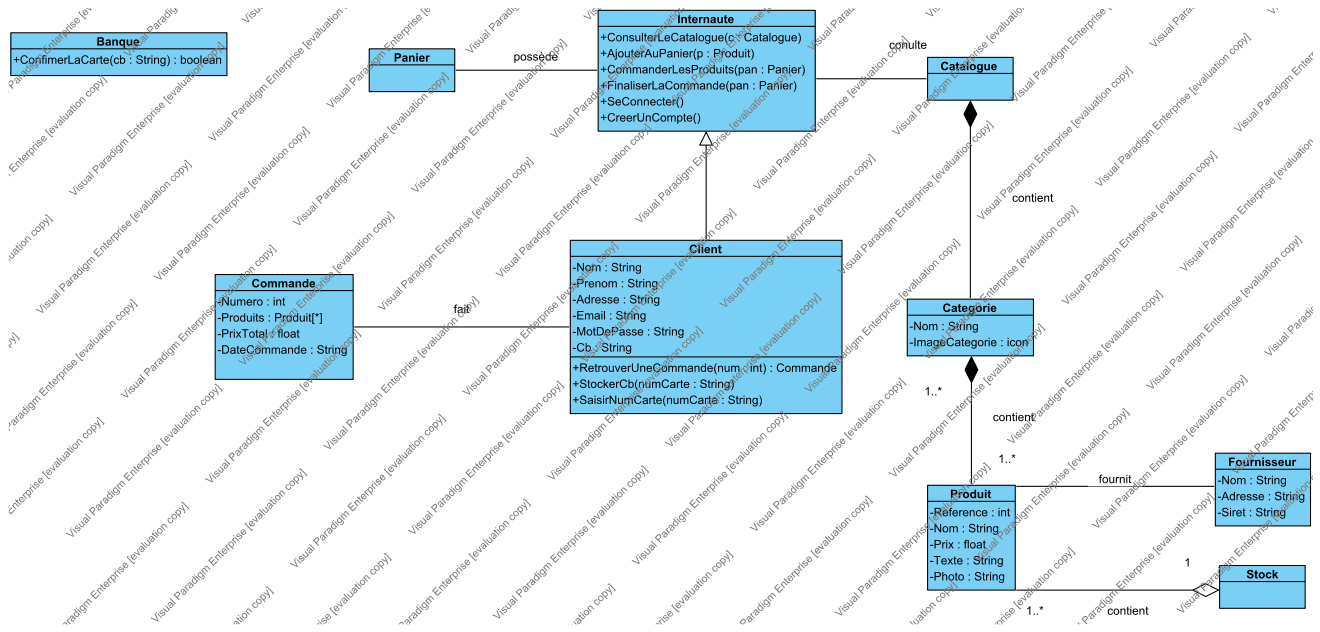 Banque
+ConfimerLaCarte(cb : String) : boolean
Panier
possède
Internaute
+ConsulterLeCatalogue(c : Catalogue)
+AjouterAuPanier(p : Produit)
+CommanderLesProduits(pan : Panier)
+FinaliserLaCommande(pan : Panier)
+SeConnecter()
+CreerUnCompte()
conulte
Catalogue
contient
Commande
-Numero : int
-Produits : Produit[*]
-PrixTotal : float
-DateCommande : String
fait
Client
-Nom : String
-Prenom : String
-Adresse : String
-Email : String
-MotDePasse : String
-Cb : String
+RetrouverUneCommande(num : int) : Commande
+StockerCb(numCarte : String)
+SaisirNumCarte(numCarte : String)
Categorie
-Nom : String
-ImageCategorie : icon
1..*
contient
1..*
Produit
-Reference : int
-Nom : String
-Prix : float
-Texte : String
-Photo : String
fournit
Fournisseur
-Nom : String
-Adresse : String
-Siret : String
1
Stock
1..*
contient
Visual Paradigm Enterprise [evaluation copy]